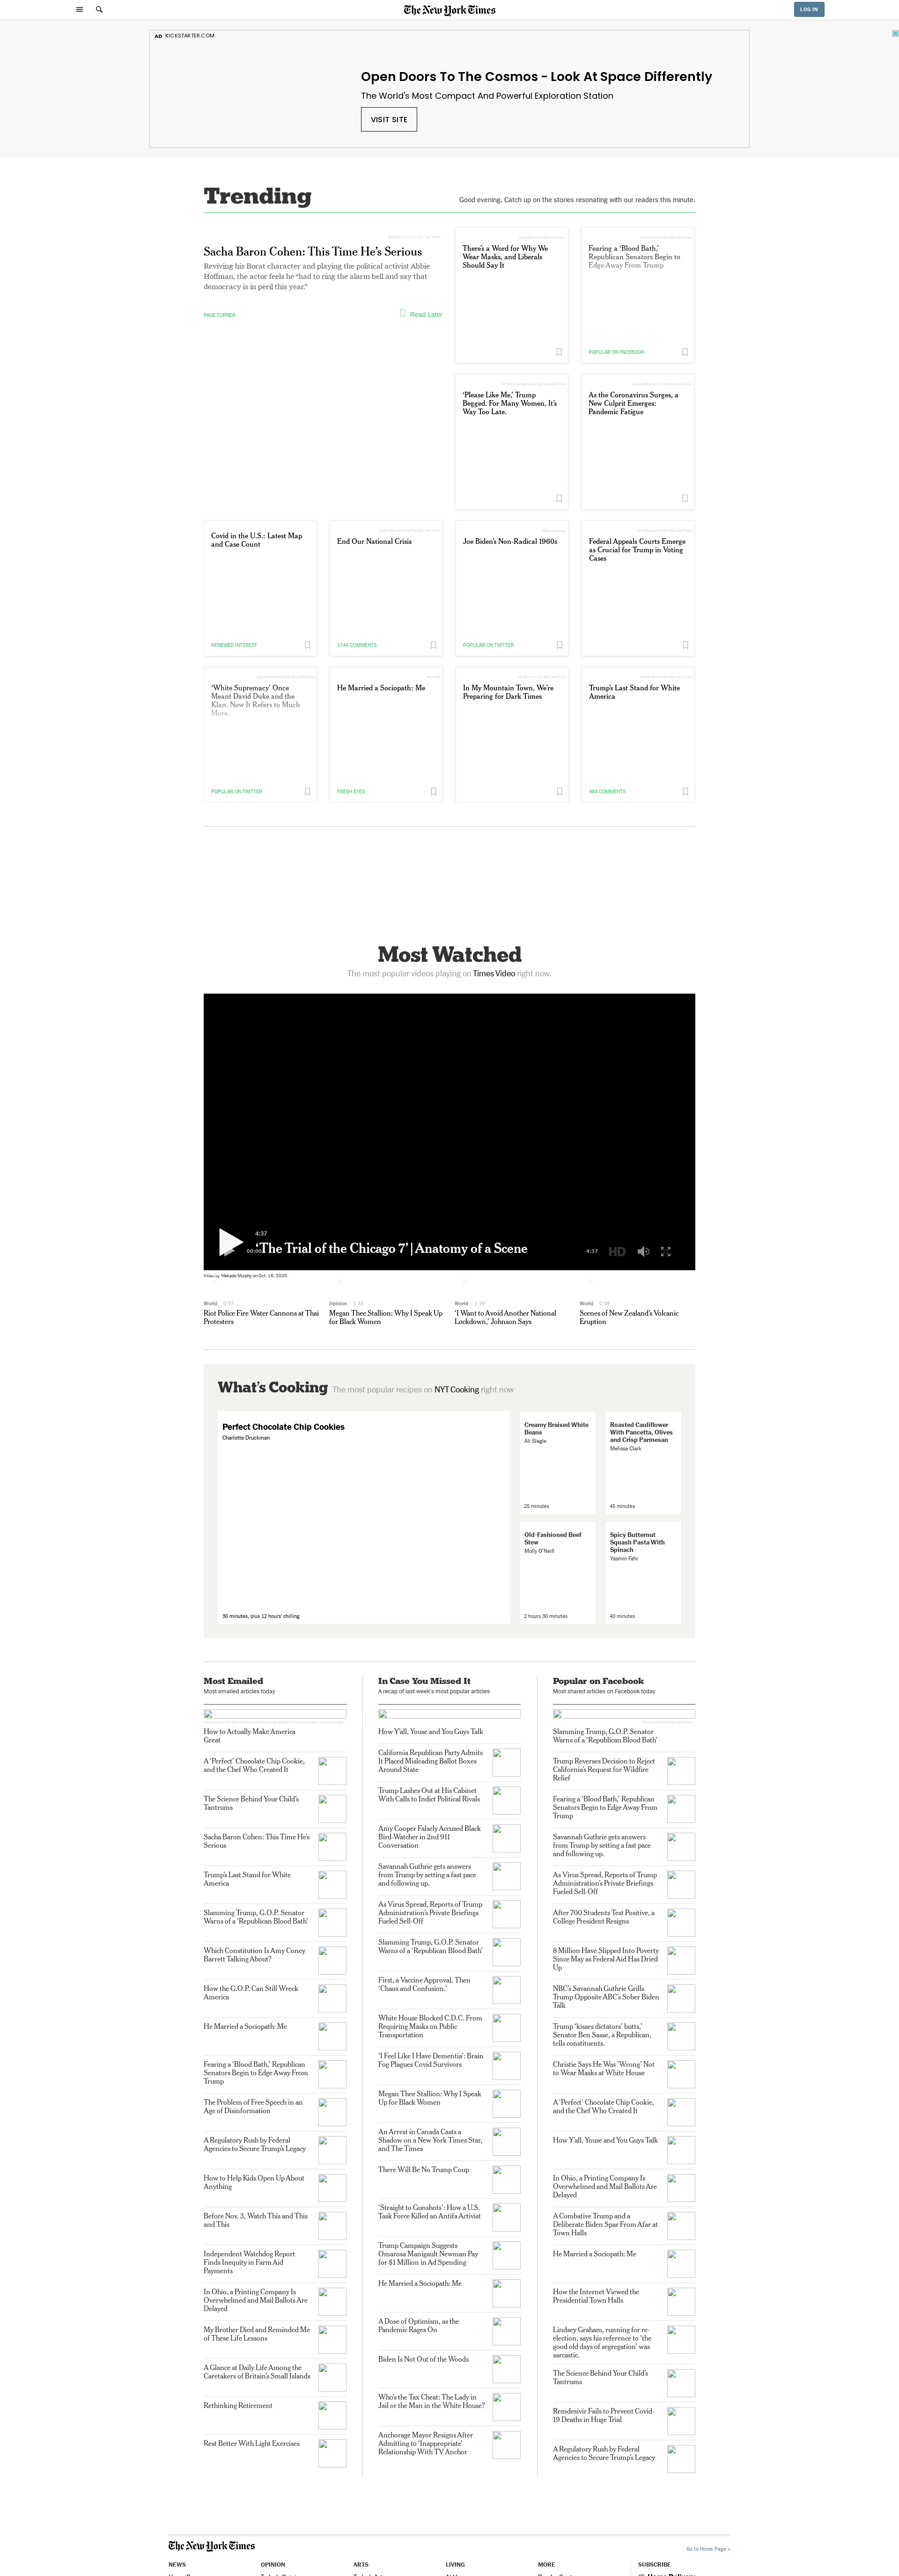 The New York Times
LOG IN
AD KICKSTARTER.COM
Open Doors To The Cosmos - Look At Space Differently
The World's Most Compact And Powerful Exploration Station
VISIT SITE
Trending
Good evening. Catch up on the stories resonating with our readers this minute.
Sacha Baron Cohen: This Time He's Serious
Reviving his Borat character and playing the political activist Abbie
Hoffman, the actor feels he "had to ring the alarm bell and say that
democracy is in peril this year."
PAGE-TURNER
Read Later
There's a Word for Why We
Wear Masks, and Liberals
Should Say It
Fearing a 'Blood Bath,'
Republican Senators Begin to
Edge Away From Trump
POPULAR ON FACEBOOK
'Please Like Me,' Trump
Begged. For Many Women, It's
Way Too Late.
As the Coronavirus Surges, a
New Culprit Emerges:
Pandemic Fatigue
Covid in the U.S.: Latest Map
and Case Count
RENEWED INTEREST
End Our National Crisis
1744 COMMENTS
Joe Biden's Non-Radical 1960s
POPULAR ON TWITTER
Federal Appeals Courts Emerge
as Crucial for Trump in Voting
Cases
'White Supremacy' Once
Meant David Duke and the
Klan. Now It Refers to Much
More.
POPULAR ON TWITTER
He Married a Sociopath: Me
FRESH EYES
In My Mountain Town, We're
Preparing for Dark Times
Trump's Last Stand for White
America
984 COMMENTS
Most Watched
The most popular videos playing on Times Video right now.
4:37
00:00
'The Trial of the Chicago 7' | Anatomy of a Scene
4:37
HD
Video by Mekado Murphy on Oct. 16, 2020.
World 0:57
Riot Police Fire Water Cannons at Thai
Protesters
Opinion 1:33
Megan Thee Stallion: Why I Speak Up
for Black Women
World 1:39
'I Want to Avoid Another National
Lockdown,' Johnson Says
World 0:49
Scenes of New Zealand's Volcanic
Eruption
What's Cooking
The most popular recipes on NYT Cooking right now
Perfect Chocolate Chip Cookies
Charlotte Druckman
30 minutes, plus 12 hours' chilling
Creamy Braised White
Beans
Ali Slagle
25 minutes
Roasted Cauliflower
With Pancetta, Olives
and Crisp Parmesan
Melissa Clark
45 minutes
Old-Fashioned Beef
Stew
Molly O'Neill
2 hours 30 minutes
Spicy Butternut
Squash Pasta With
Spinach
Yasmin Fahr
40 minutes
Most Emailed
Most emailed articles today
How to Actually Make America
Great
A 'Perfect' Chocolate Chip Cookie,
and the Chef Who Created It
The Science Behind Your Child's
Tantrums
Sacha Baron Cohen: This Time He's
Serious
Trump's Last Stand for White
America
Slamming Trump, G.O.P. Senator
Warns of a 'Republican Blood Bath'
Which Constitution Is Amy Coney
Barrett Talking About?
How the G.O.P. Can Still Wreck
America
He Married a Sociopath: Me
Fearing a 'Blood Bath,' Republican
Senators Begin to Edge Away From
Trump
The Problem of Free Speech in an
Age of Disinformation
A Regulatory Rush by Federal
Agencies to Secure Trump's Legacy
How to Help Kids Open Up About
Anything
Before Nov. 3, Watch This and This
and This
Independent Watchdog Report
Finds Inequity in Farm Aid
Payments
In Ohio, a Printing Company Is
Overwhelmed and Mail Ballots Are
Delayed
My Brother Died and Reminded Me
of These Life Lessons
A Glance at Daily Life Among the
Caretakers of Britain's Small Islands
Rethinking Retirement
Rest Better With Light Exercises
In Case You Missed It
A recap of last week's most popular articles
How Y'all, Youse and You Guys Talk
California Republican Party Admits
It Placed Misleading Ballot Boxes
Around State
Trump Lashes Out at His Cabinet
With Calls to Indict Political Rivals
Amy Cooper Falsely Accused Black
Bird-Watcher in 2nd 911
Conversation
Savannah Guthrie gets answers
from Trump by setting a fast pace
and following up.
As Virus Spread, Reports of Trump
Administration's Private Briefings
Fueled Sell-Off
Slamming Trump, G.O.P. Senator
Warns of a 'Republican Blood Bath'
First, a Vaccine Approval. Then
'Chaos and Confusion.'
White House Blocked C.D.C. From
Requiring Masks on Public
Transportation
'I Feel Like I Have Dementia': Brain
Fog Plagues Covid Survivors
Megan Thee Stallion: Why I Speak
Up for Black Women
An Arrest in Canada Casts a
Shadow on a New York Times Star,
and The Times
There Will Be No Trump Coup
'Straight to Gunshots': How a U.S.
Task Force Killed an Antifa Activist
Trump Campaign Suggests
Omarosa Manigault Newman Pay
for $1 Million in Ad Spending
He Married a Sociopath: Me
A Dose of Optimism, as the
Pandemic Rages On
Biden Is Not Out of the Woods
Who's the Tax Cheat: The Lady in
Jail or the Man in the White House?
Anchorage Mayor Resigns After
Admitting to 'Inappropriate'
Relationship With TV Anchor
Popular on Facebook
Most shared articles on Facebook today
Slamming Trump, G.O.P. Senator
Warns of a 'Republican Blood Bath'
Trump Reverses Decision to Reject
California's Request for Wildfire
Relief
Fearing a 'Blood Bath,' Republican
Senators Begin to Edge Away From
Trump
Savannah Guthrie gets answers
from Trump by setting a fast pace
and following up.
As Virus Spread, Reports of Trump
Administration's Private Briefings
Fueled Sell-Off
After 700 Students Test Positive, a
College President Resigns
8 Million Have Slipped Into Poverty
Since May as Federal Aid Has Dried
Up
NBC's Savannah Guthrie Grills
Trump Opposite ABC's Sober Biden
Talk
Trump 'kisses dictators' butts,'
Senator Ben Sasse, a Republican,
tells constituents.
Christie Says He Was 'Wrong' Not
to Wear Masks at White House
A 'Perfect' Chocolate Chip Cookie,
and the Chef Who Created It
How Y'all, Youse and You Guys Talk
In Ohio, a Printing Company Is
Overwhelmed and Mail Ballots Are
Delayed
A Combative Trump and a
Deliberate Biden Spar From Afar at
Town Halls
He Married a Sociopath: Me
How the Internet Viewed the
Presidential Town Halls
Lindsey Graham, running for re-
election, says his reference to 'the
good old days of segregation' was
sarcastic.
The Science Behind Your Child's
Tantrums
Remdesivir Fails to Prevent Covid-
19 Deaths in Huge Trial
A Regulatory Rush by Federal
Agencies to Secure Trump's Legacy
The New York Times
Go to Home Page »
NEWS
OPINION
ARTS
LIVING
MORE
SUBSCRIBE